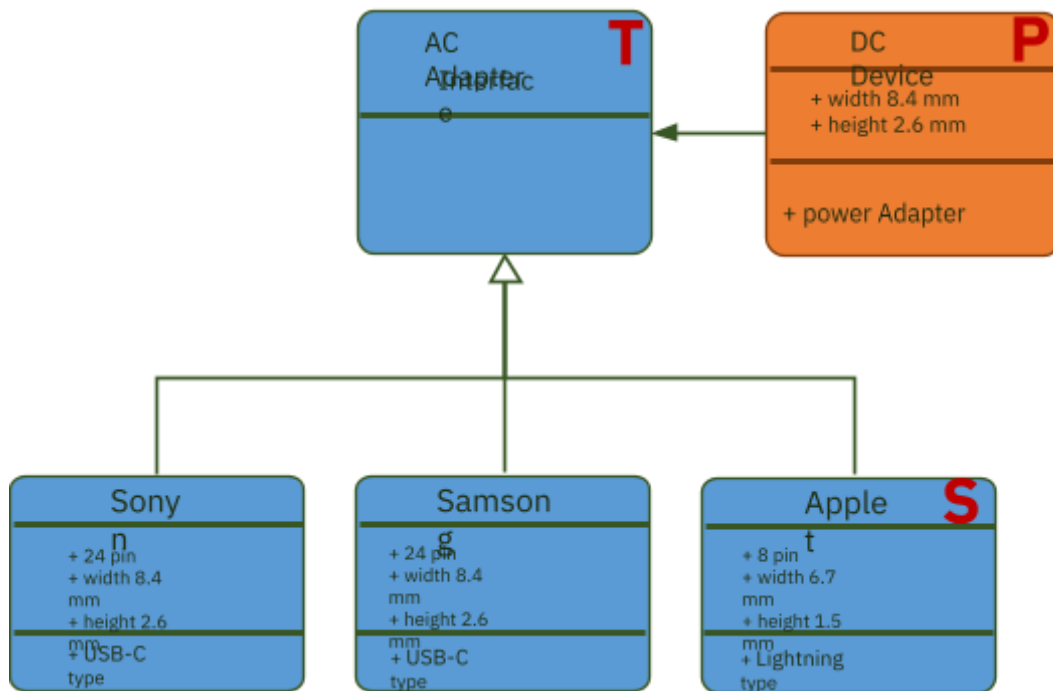 AC
Adapter
Interfac
e
T
DC
Device
P
+ width 8.4 mm
+ height 2.6 mm
+ power Adapter
Sony
n
+ 24 pin
+ width 8.4
mm
+ height 2.6
mm
+ USB-C
type
Samson
g
+ 24 pin
+ width 8.4
mm
+ height 2.6
mm
+ USB-C
type
Apple
t
S
+ 8 pin
+ width 6.7
mm
+ height 1.5
mm
+ Lightning
type